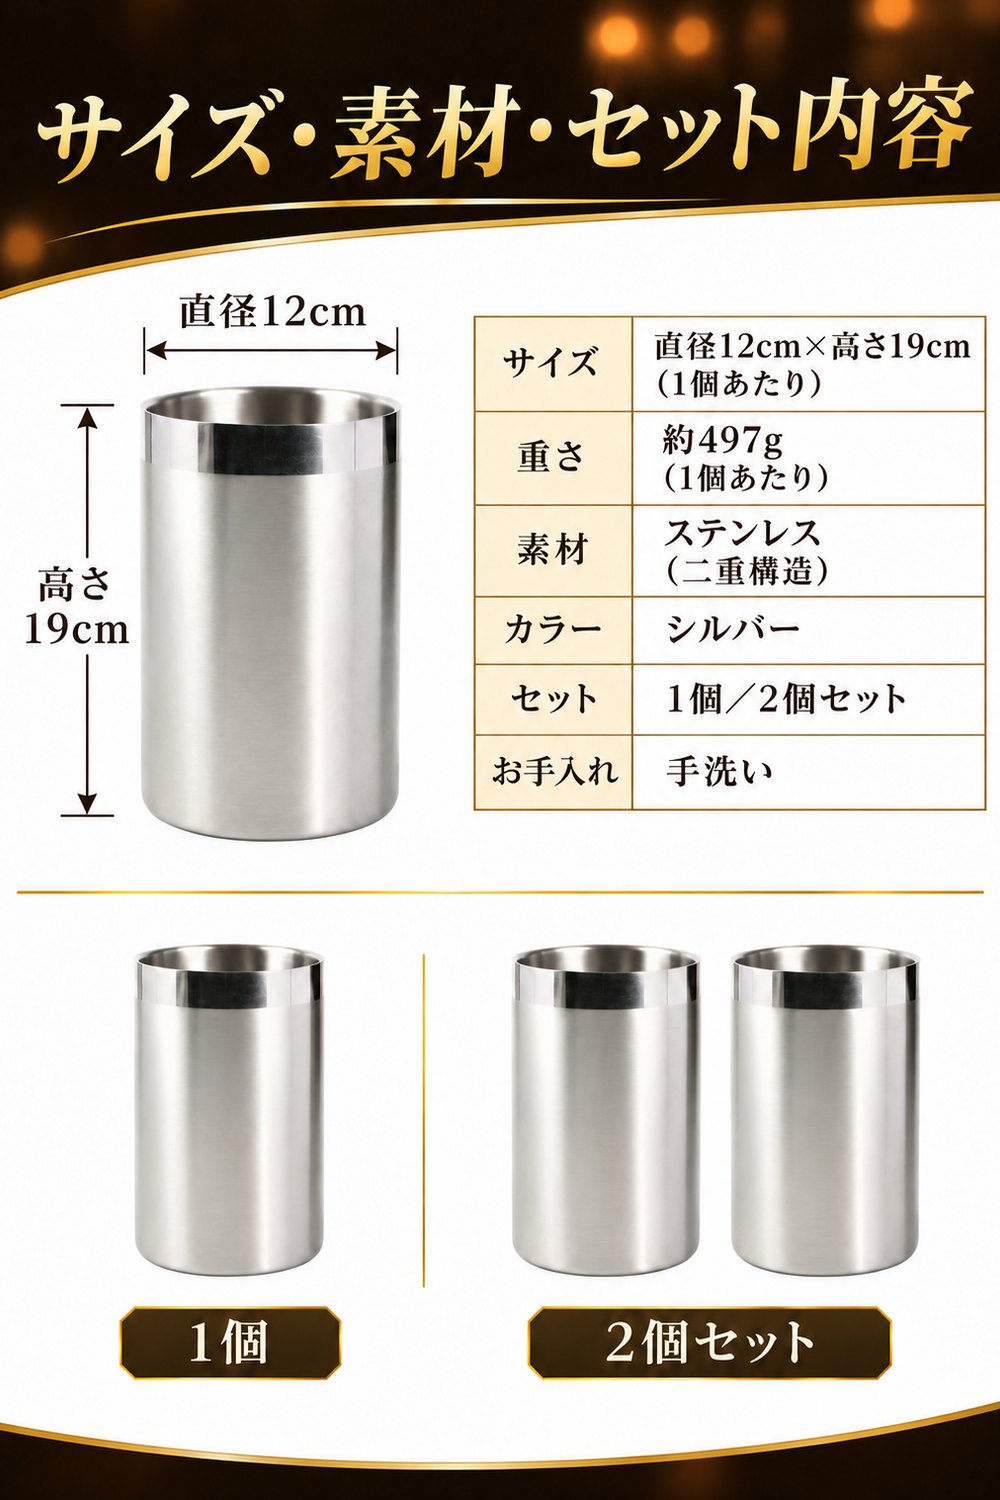 サイズ・素材・セット内容
直径12cm
高さ
19cm
サイズ
直径12cm×高さ19cm
（1個あたり）
重さ
約497g
（1個あたり）
素材
ステンレス
（二重構造）
カラー
シルバー
セット
1個／2個セット
お手入れ
手洗い
1個
2個セット